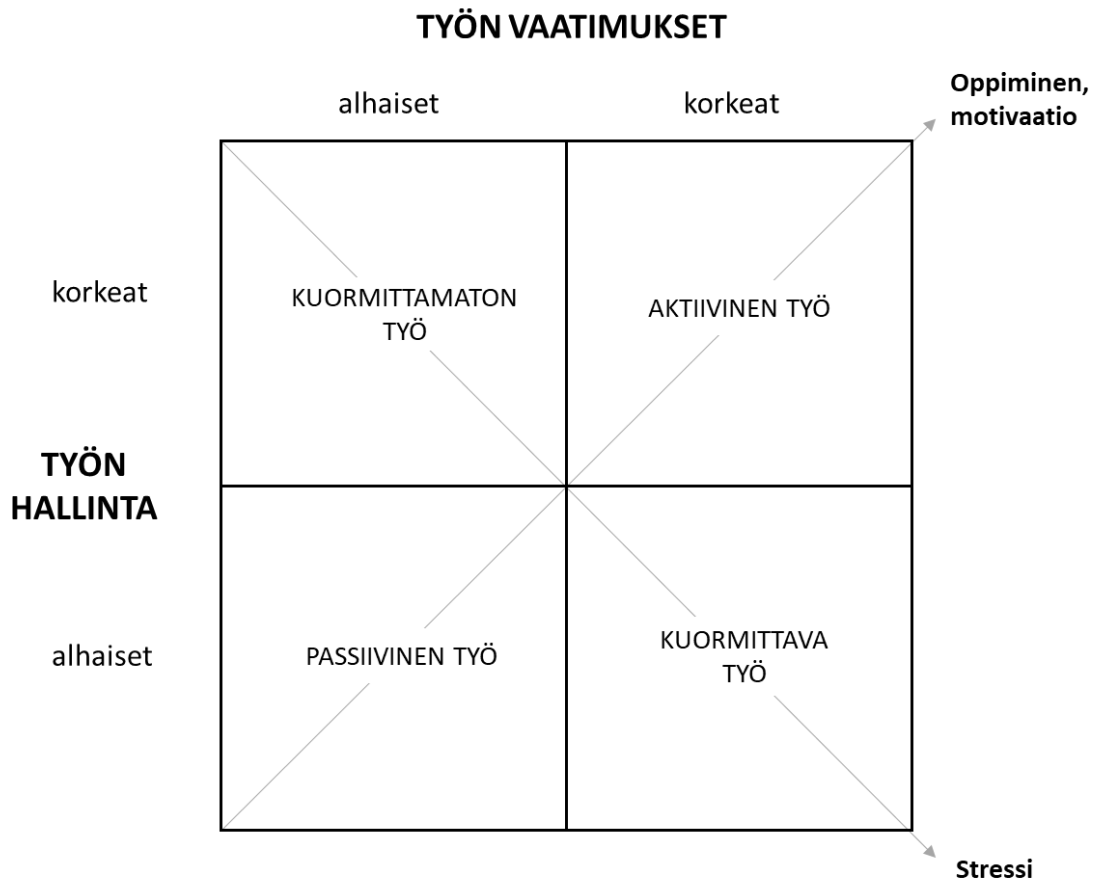 TYÖN VAATIMUKSET
alhaiset
korkeat
Oppiminen,
motivaatio
korkeat
KUORMITTAMATON
TYÖ
AKTIIVINEN TYÖ
TYÖN
HALLINTA
alhaiset
PASSIIVINEN TYÖ
KUORMITTAVA
TYÖ
Stressi